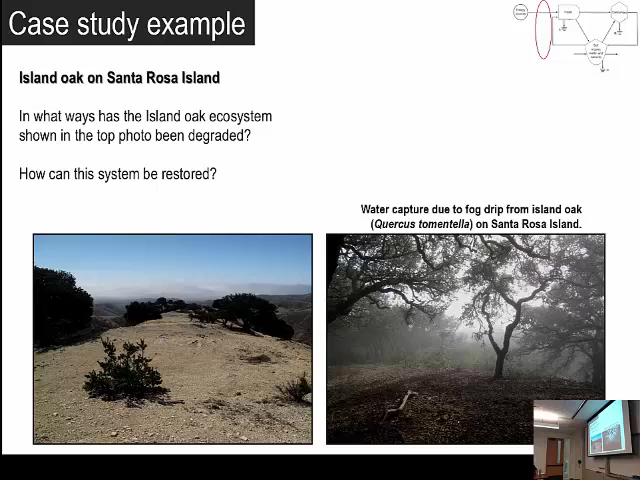 Case study example
Island oak on Santa Rosa Island
In what ways has the Island oak ecosystem
shown in the top photo been degraded?
How can this system be restored?
Water capture due to fog drip from island oak
(Quercus tomentella) on Santa Rosa Island.